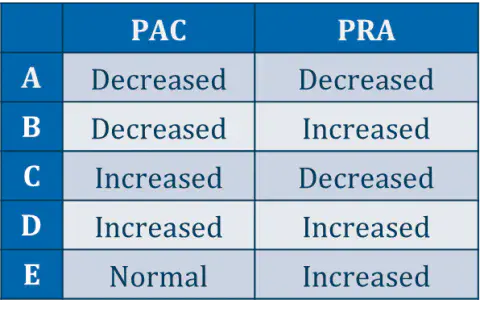 PAC PRA
A Decreased Decreased
B Decreased Increased
C Increased Decreased
D Increased Increased
E Normal Increased